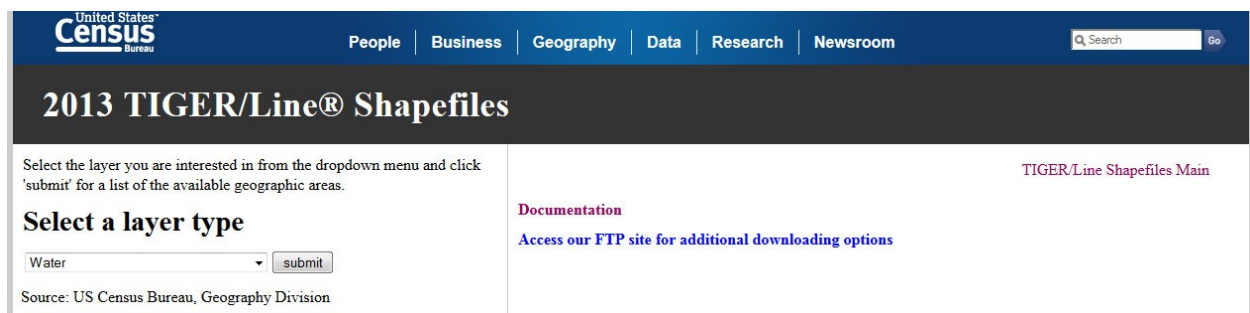 United States™
Census
Bureau
People Business Geography Data Research Newsroom
Search Go
2013 TIGER/Line® Shapefiles
Select the layer you are interested in from the dropdown menu and click
'submit' for a list of the available geographic areas.
Select a layer type
Water submit
Source: US Census Bureau, Geography Division
TIGER/Line Shapefiles Main
Documentation
Access our FTP site for additional downloading options